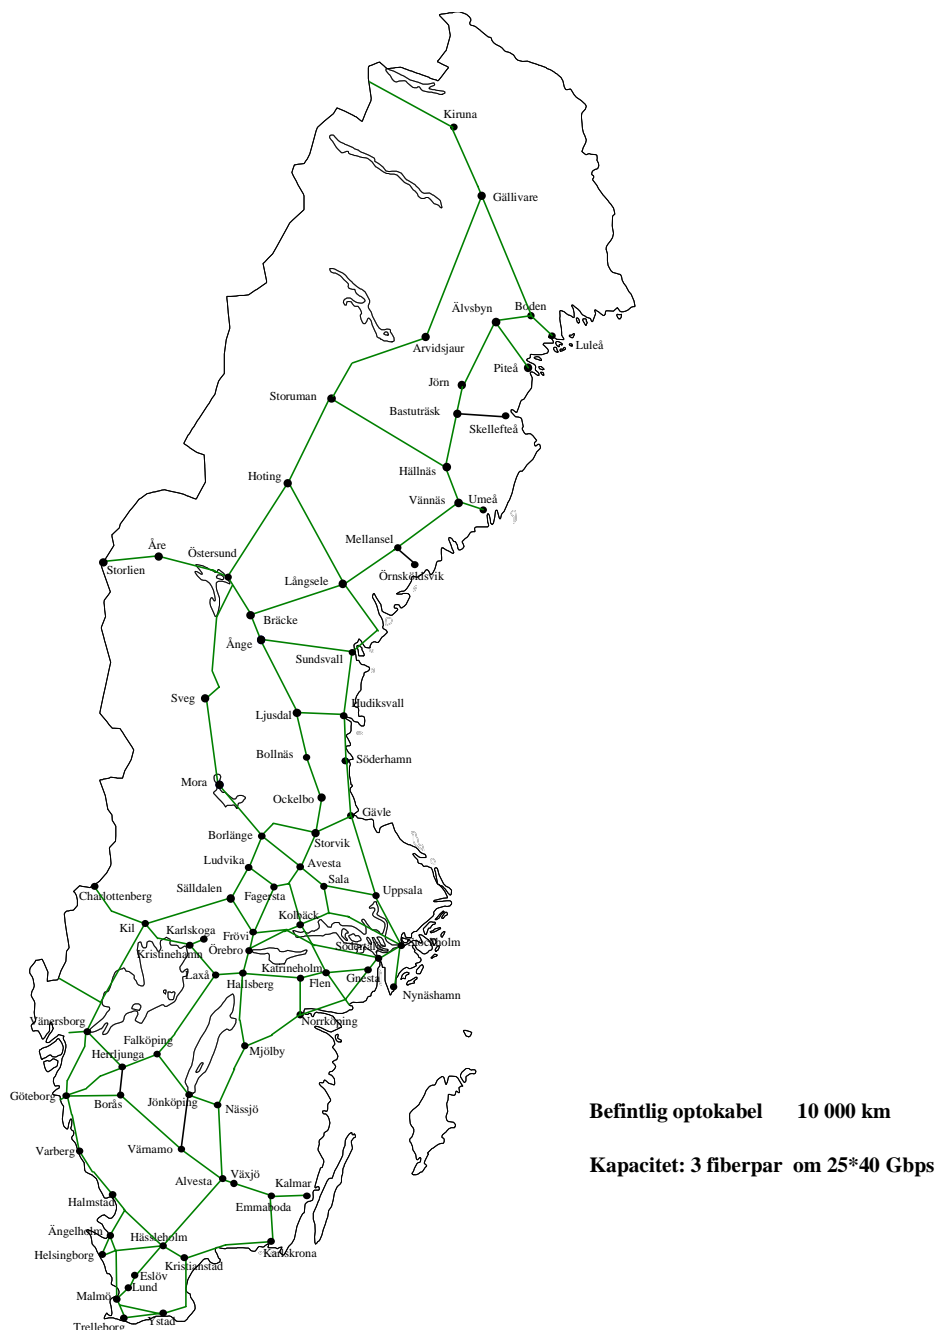 Kiruna
Gällivare
Älvsbyn
Boden
Luleå
Arvidsjaur
Piteå
Jörn
Storuman
Bastuträsk
Skellefteå
Hällnäs
Hoting
Vännäs
Umeå
Mellansel
Åre
Östersund
Storlien
Långsele
Örnsköldsvik
Bräcke
Ånge
Sundsvall
Sveg
Hudiksvall
Ljusdal
Bollnäs
Söderhamn
Mora
Ockelbo
Gävle
Borlänge
Storvik
Ludvika
Avesta
Sala
Sälldalen
Fagersta
Uppsala
Charlottenberg
Kolbäck
Kil
Karlskoga
Frövi
Kristinehamn
Örebro
Södertälje
Stockholm
Laxå
Katrineholm
Hallsberg
Flen
Gnesta
Nynäshamn
Vänersborg
Norrköping
Falköping
Mjölby
Herrljunga
Göteborg
Borås
Jönköping
Nässjö
Befintlig optokabel 10 000 km
Varberg
Värnamo
Kapacitet: 3 fiberpar om 25*40 Gbps
Alvesta
Växjö
Kalmar
Halmstad
Emmaboda
Ängelholm
Hässleholm
Helsingborg
Kristianstad
Karlskrona
Eslöv
Lund
Malmö
Ystad
Trelleborg